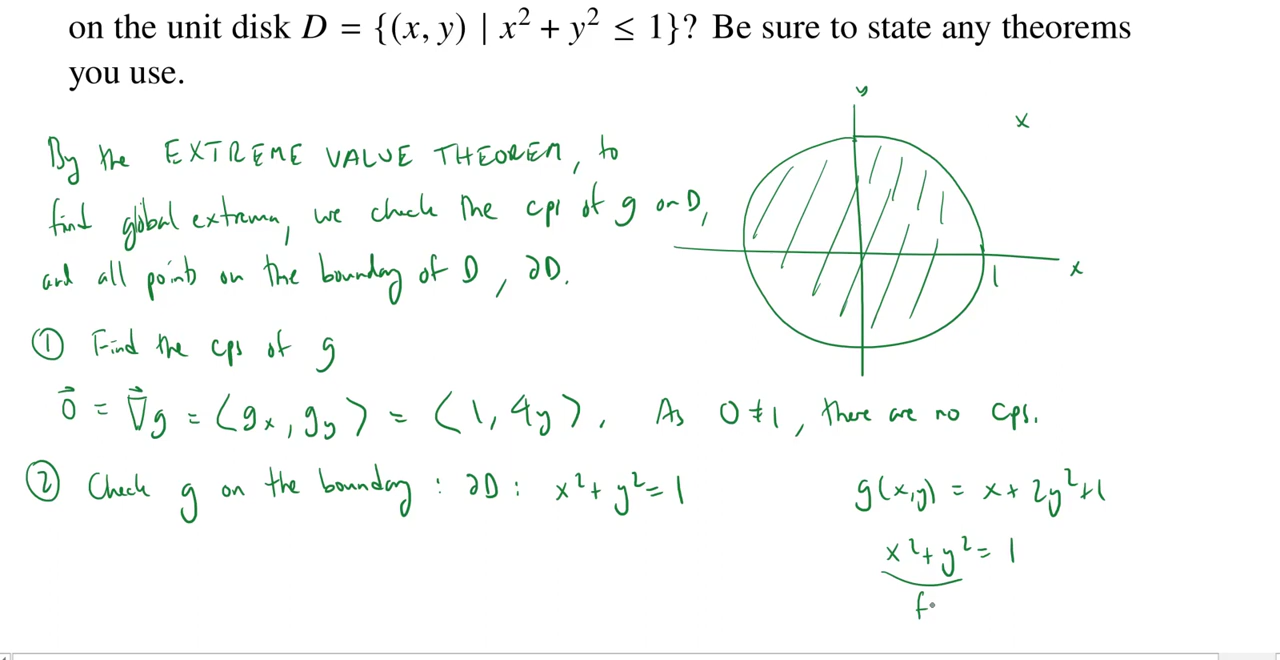 on the unit disk D = {(x, y) | x² + y² ≤ 1}? Be sure to state any theorems
you use.
y
x
By the EXTREME VALUE THEOREM, to
find global extrema, we check the cps of g on D,
and all points on the boundary of D, ∂D.
x
1
① Find the cps of g
0⃗ = ∇⃗g = ⟨gx, gy⟩ = ⟨1, 4y⟩. As 0 ≠ 1, there are no cps.
② Check g on the boundary: ∂D: x² + y² = 1
g(x,y) = x + 2y² + 1
x² + y² = 1
f